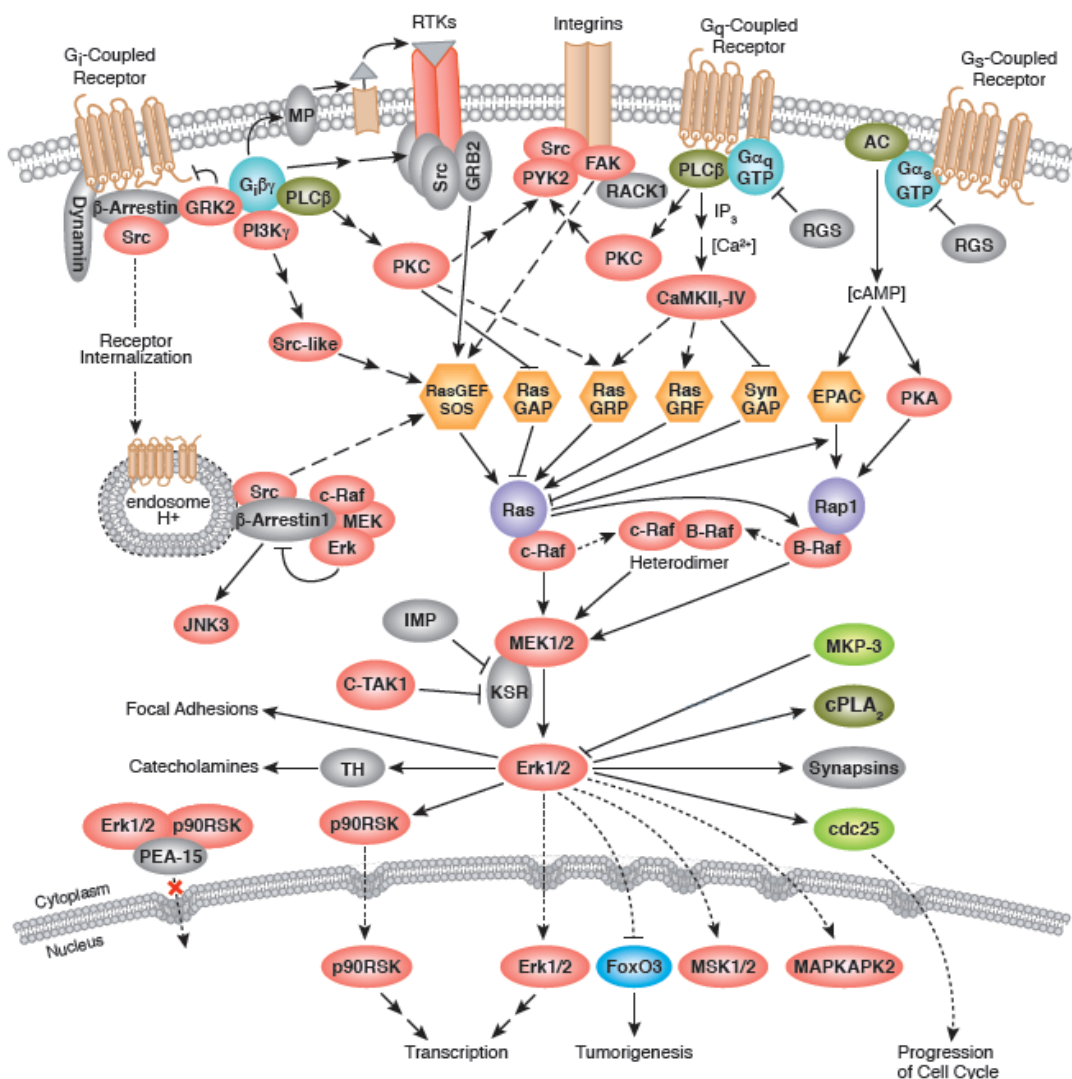 RTKs
Integrins
Gq-Coupled
Receptor
Gi-Coupled
Receptor
Gs-Coupled
Receptor
MP
AC
Src
GRB2
Src
FAK
PYK2
RACK1
PLCβ
Gαq
GTP
Gαs
GTP
Dynamin
β-Arrestin
GRK2
Giβγ
PLCβ
Src
PI3Kγ
IP3
RGS
RGS
[Ca2+]
PKC
PKC
CaMKII,-IV
[cAMP]
Receptor
Internalization
Src-like
RasGEF
SOS
Ras
GAP
Ras
GRP
Ras
GRF
Syn
GAP
EPAC
PKA
endosome
H+
Src
c-Raf
β-Arrestin1
MEK
Erk
Ras
Rap1
c-Raf
c-Raf
B-Raf
B-Raf
Heterodimer
JNK3
IMP
MEK1/2
MKP-3
C-TAK1
KSR
cPLA2
Focal Adhesions
Catecholamines
TH
Erk1/2
Synapsins
Erk1/2
p90RSK
PEA-15
p90RSK
cdc25
Cytoplasm
Nucleus
p90RSK
Erk1/2
FoxO3
MSK1/2
MAPKAPK2
Transcription
Tumorigenesis
Progression
of Cell Cycle